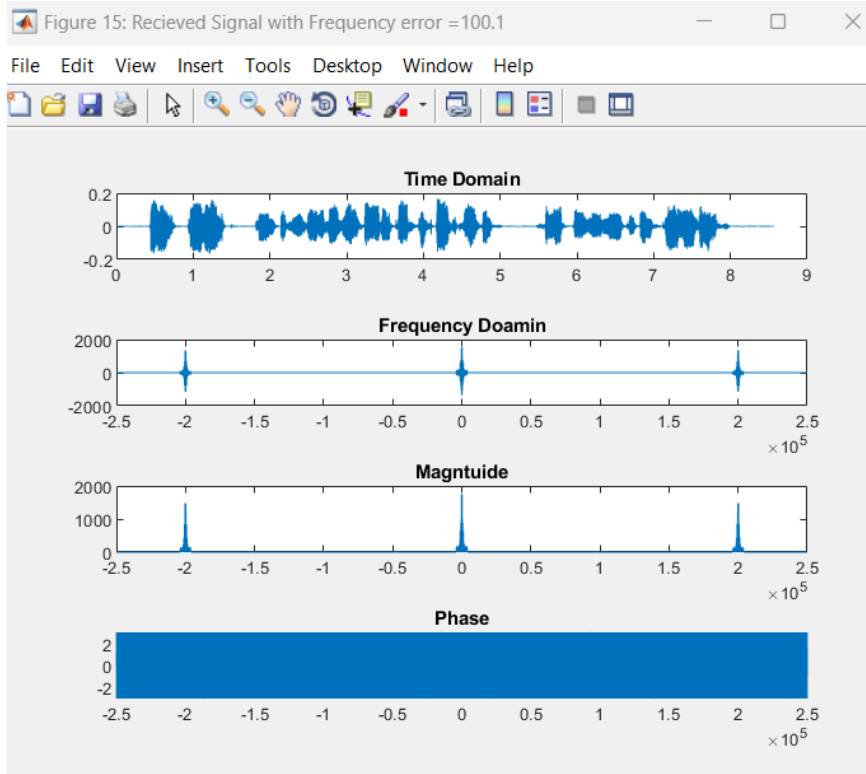 Figure 15: Recieved Signal with Frequency error =100.1
File Edit View Insert Tools Desktop Window Help
Time Domain
0.2
0
-0.2
0 1 2 3 4 5 6 7 8 9
Frequency Doamin
2000
0
-2000
-2.5 -2 -1.5 -1 -0.5 0 0.5 1 1.5 2 2.5
×10^5
Magntuide
2000
1000
0
-2.5 -2 -1.5 -1 -0.5 0 0.5 1 1.5 2 2.5
×10^5
Phase
2
0
-2
-2.5 -2 -1.5 -1 -0.5 0 0.5 1 1.5 2 2.5
×10^5